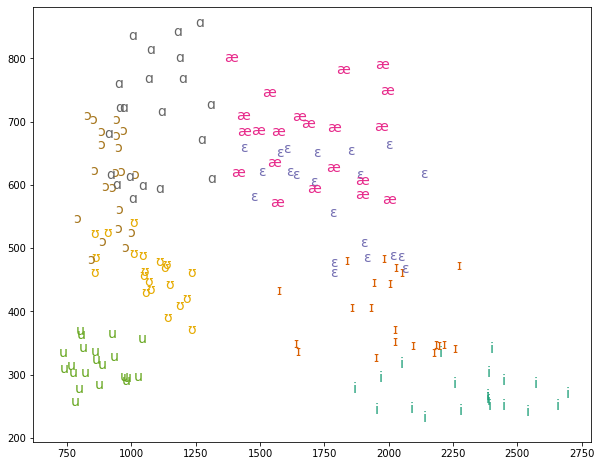 ɑ
ɑ ɑ
ɑ
800 ɑ æ
æ æ
ɑ ɑ ɑ
æ æ
ɑ ɑ ɑ ɑ
ɔ ɔ ɔ æ æ
700 æ æ
ɔ ɑ ɔ æ æ æ æ
ɔ ɔ ɑ
ɔ ɔ ɛ ɛ ɛ ɛ ɛ ɛ
æ æ
ɔ ɔ ɔ æ ɛ ɛ ɛ ɛ ɛ
ɑ ɑ ɑ ɛ æ
600 ɔ ɔ ɑ ɑ ɑ æ æ
ɑ ɛ æ æ
ɔ ɛ
ɔ ʊ
ɔ ʊ ʊ ɔ
ɔ ɛ
500 ɔ
ɔ ʊ ʊ ʊ ɛ ɛ ɛ
ʊ ʊ ʊ ɛ ɪ ɪ
ʊ ʊ ʊ ɛ ɪ ɪ ɛ ɪ
ʊ ʊ ʊ ɪ ɪ
ʊ ʊ ɪ
ʊ ʊ ɪ ɪ
400
ʊ
u u u ʊ ɪ
u ɪ ɪ ɪ ɪ ɪ ɪ
u u u u ɪ ɪ ɪ i ɪ i
u u u u ɪ i
300 u u u u u u i i
u u i i i i
u i i i i i i
i i i
200
750 1000 1250 1500 1750 2000 2250 2500 2750